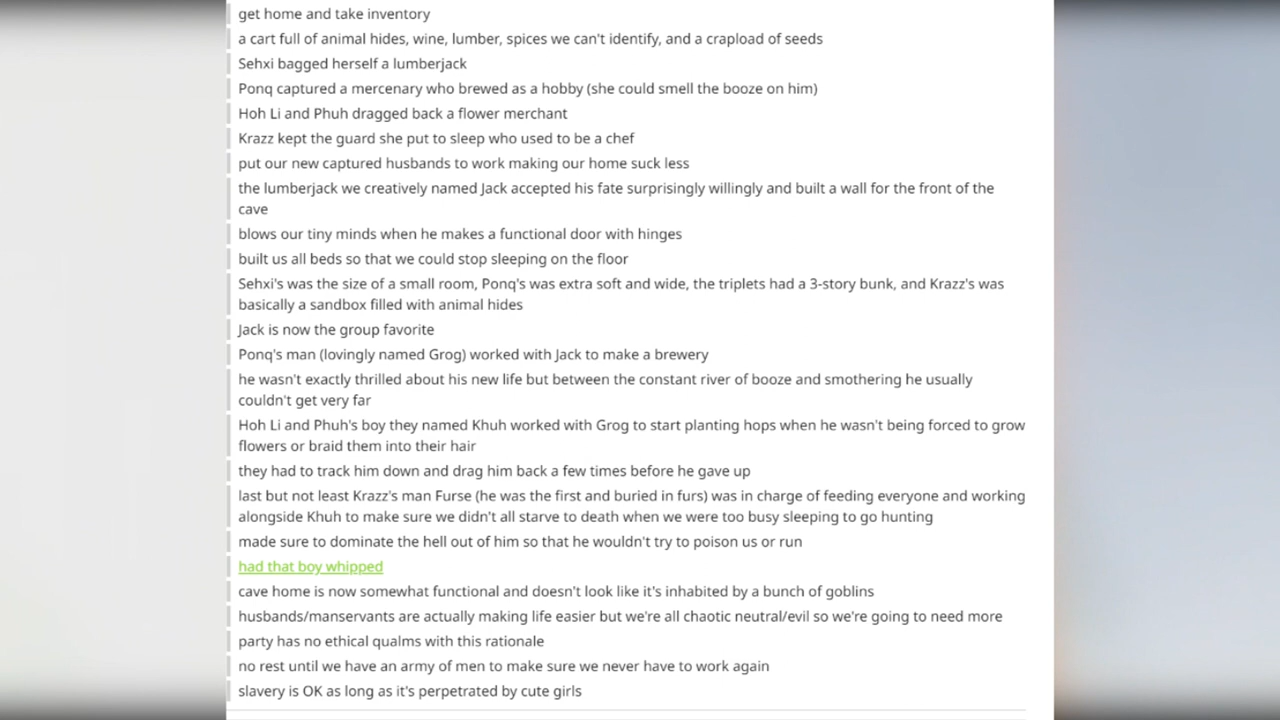 get home and take inventory
a cart full of animal hides, wine, lumber, spices we can't identify, and a crapload of seeds
Sehxi bagged herself a lumberjack
Ponq captured a mercenary who brewed as a hobby (she could smell the booze on him)
Hoh Li and Phuh dragged back a flower merchant
Krazz kept the guard she put to sleep who used to be a chef
put our new captured husbands to work making our home suck less
the lumberjack we creatively named Jack accepted his fate surprisingly willingly and built a wall for the front of the
cave
blows our tiny minds when he makes a functional door with hinges
built us all beds so that we could stop sleeping on the floor
Sehxi's was the size of a small room, Ponq's was extra soft and wide, the triplets had a 3-story bunk, and Krazz's was
basically a sandbox filled with animal hides
Jack is now the group favorite
Ponq's man (lovingly named Grog) worked with Jack to make a brewery
he wasn't exactly thrilled about his new life but between the constant river of booze and smothering he usually
couldn't get very far
Hoh Li and Phuh's boy they named Khuh worked with Grog to start planting hops when he wasn't being forced to grow
flowers or braid them into their hair
they had to track him down and drag him back a few times before he gave up
last but not least Krazz's man Furse (he was the first and buried in furs) was in charge of feeding everyone and working
alongside Khuh to make sure we didn't all starve to death when we were too busy sleeping to go hunting
made sure to dominate the hell out of him so that he wouldn't try to poison us or run
had that boy whipped
cave home is now somewhat functional and doesn't look like it's inhabited by a bunch of goblins
husbands/manservants are actually making life easier but we're all chaotic neutral/evil so we're going to need more
party has no ethical qualms with this rationale
no rest until we have an army of men to make sure we never have to work again
slavery is OK as long as it's perpetrated by cute girls